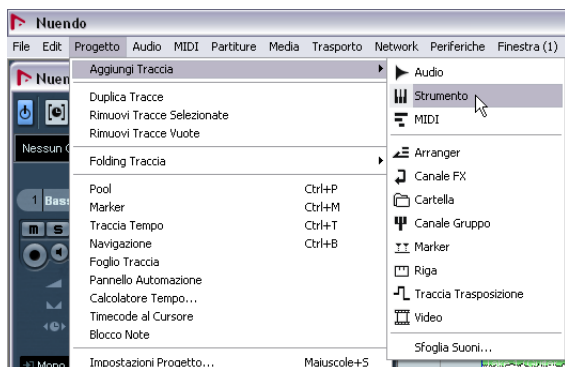 Nuendo
File Edit Progetto Audio MIDI Partiture Media Trasporto Network Periferiche Finestra (1)
Nuen
Nessun
1 Bass
m s
Mono
Aggiungi Traccia
Duplica Tracce
Rimuovi Tracce Selezionate
Rimuovi Tracce Vuote
Folding Traccia
Pool Ctrl+P
Marker Ctrl+M
Traccia Tempo Ctrl+T
Navigazione Ctrl+B
Foglio Traccia
Pannello Automazione
Calcolatore Tempo...
Timecode al Cursore
Blocco Note
Impostazioni Progetto... Maiuscole+S
Audio
Strumento
MIDI
Arranger
Canale FX
Cartella
Canale Gruppo
Marker
Riga
Traccia Trasposizione
Video
Sfoglia Suoni...